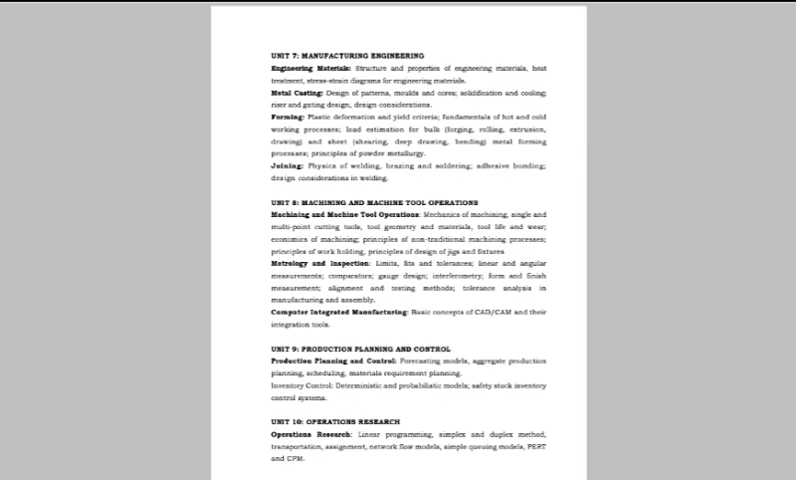 UNIT 7: MANUFACTURING ENGINEERING
Engineering Materials: Structure and properties of engineering materials, heat
treatment, stress-strain diagrams for engineering materials.
Metal Casting: Design of patterns, moulds and cores; solidification and cooling;
riser and gating design, design considerations.
Forming: Plastic deformation and yield criteria; fundamentals of hot and cold
working processes; load estimation for bulk (forging, rolling, extrusion,
drawing) and sheet (shearing, deep drawing, bending) metal forming
processes; principles of powder metallurgy.
Joining: Physics of welding, brazing and soldering; adhesive bonding;
design considerations in welding.
UNIT 8: MACHINING AND MACHINE TOOL OPERATIONS
Machining and Machine Tool Operations: Mechanics of machining, single and
multi-point cutting tools, tool geometry and materials, tool life and wear;
economics of machining; principles of non-traditional machining processes;
principles of work holding, principles of design of jigs and fixtures
Metrology and Inspection: Limits, fits and tolerances; linear and angular
measurements; comparators; gauge design; interferometry; form and finish
measurement; alignment and testing methods; tolerance analysis in
manufacturing and assembly.
Computer Integrated Manufacturing: Basic concepts of CAD/CAM and their
integration tools.
UNIT 9: PRODUCTION PLANNING AND CONTROL
Production Planning and Control: Forecasting models, aggregate production
planning, scheduling, materials requirement planning.
Inventory Control: Deterministic and probabilistic models; safety stock inventory
control systems.
UNIT 10: OPERATIONS RESEARCH
Operations Research: Linear programming, simplex and duplex method,
transportation, assignment, network flow models, simple queuing models, PERT
and CPM.